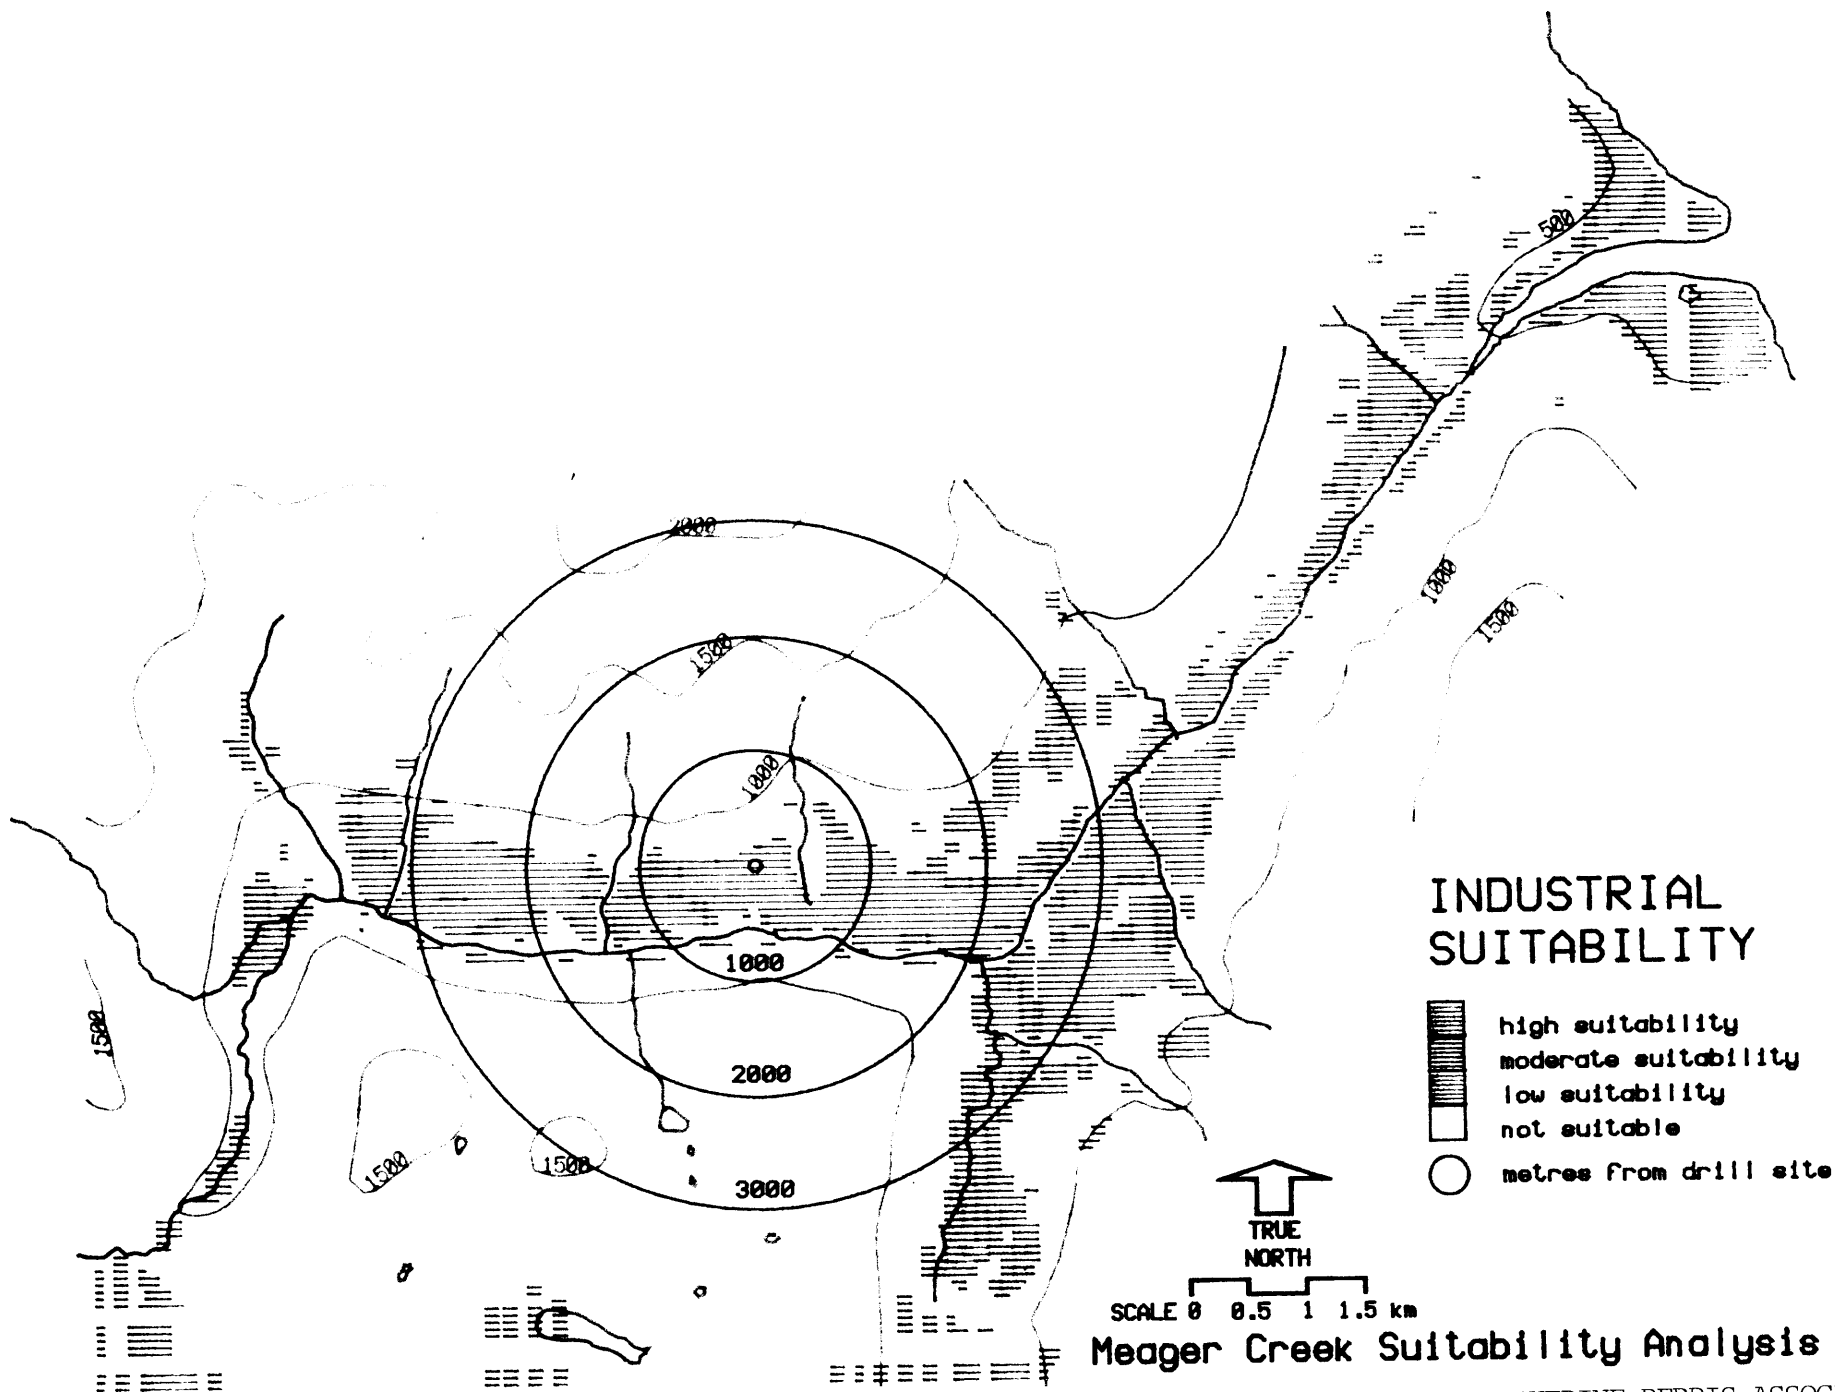 500
2000
1000
1500
1500
1000
1000
1500
2000
1500
1500
3000
INDUSTRIAL
SUITABILITY
high suitability
moderate suitability
low suitability
not suitable
metres from drill site
TRUE
NORTH
SCALE 0 0.5 1 1.5 km
Meager Creek Suitability Analysis